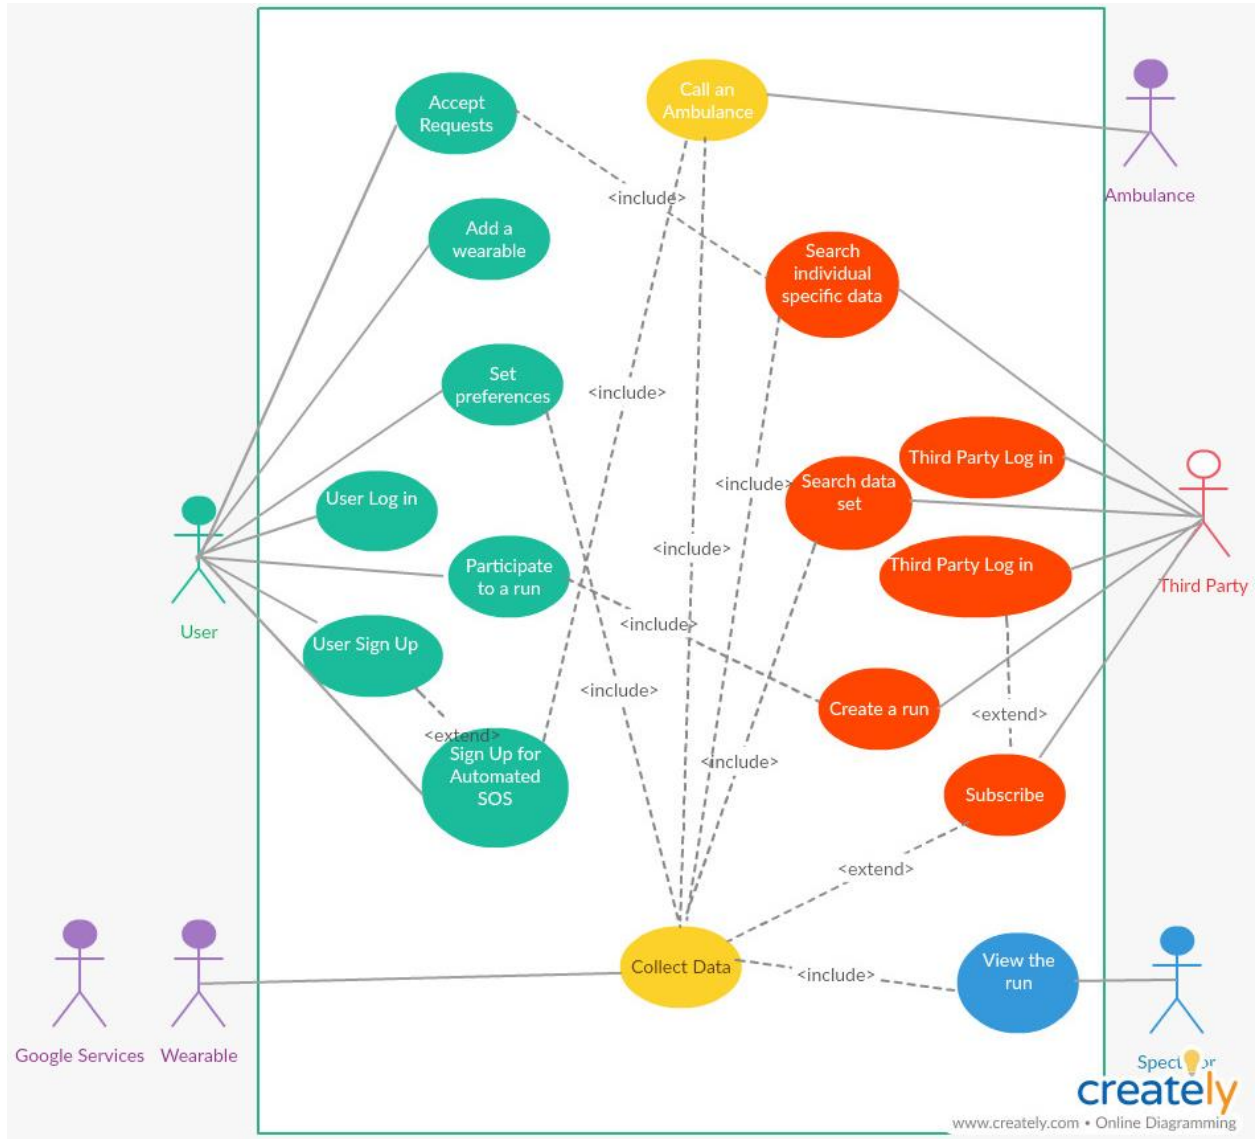 Accept
Requests
Call an
Ambulance
Ambulance
<include>
Add a
wearable
Search
individual
specific data
Set
preferences
<include>
Third Party Log in
Search data
set
<include>
User Log in
<include>
Participate
to a run
Third Party Log in
Third Party
User
<include>
User Sign Up
<include>
Create a run
<extend>
<extend>
Sign Up for
Automated
SOS
<include>
Subscribe
<extend>
Collect Data
<include>
View the
run
Google Services
Wearable
creately
www.creately.com • Online Diagramming